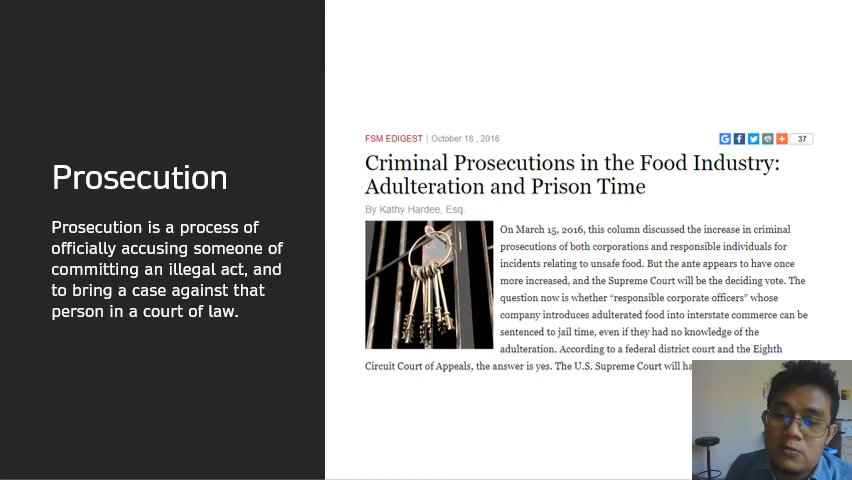 Prosecution
Prosecution is a process of
officially accusing someone of
committing an illegal act, and
to bring a case against that
person in a court of law.
FSM EDIGEST | October 18 , 2016
37
Criminal Prosecutions in the Food Industry:
Adulteration and Prison Time
By Kathy Hardee, Esq.
On March 15, 2016, this column discussed the increase in criminal
prosecutions of both corporations and responsible individuals for
incidents relating to unsafe food. But the ante appears to have once
more increased, and the Supreme Court will be the deciding vote. The
question now is whether “responsible corporate officers” whose
company introduces adulterated food into interstate commerce can be
sentenced to jail time, even if they had no knowledge of the
adulteration. According to a federal district court and the Eighth
Circuit Court of Appeals, the answer is yes. The U.S. Supreme Court will